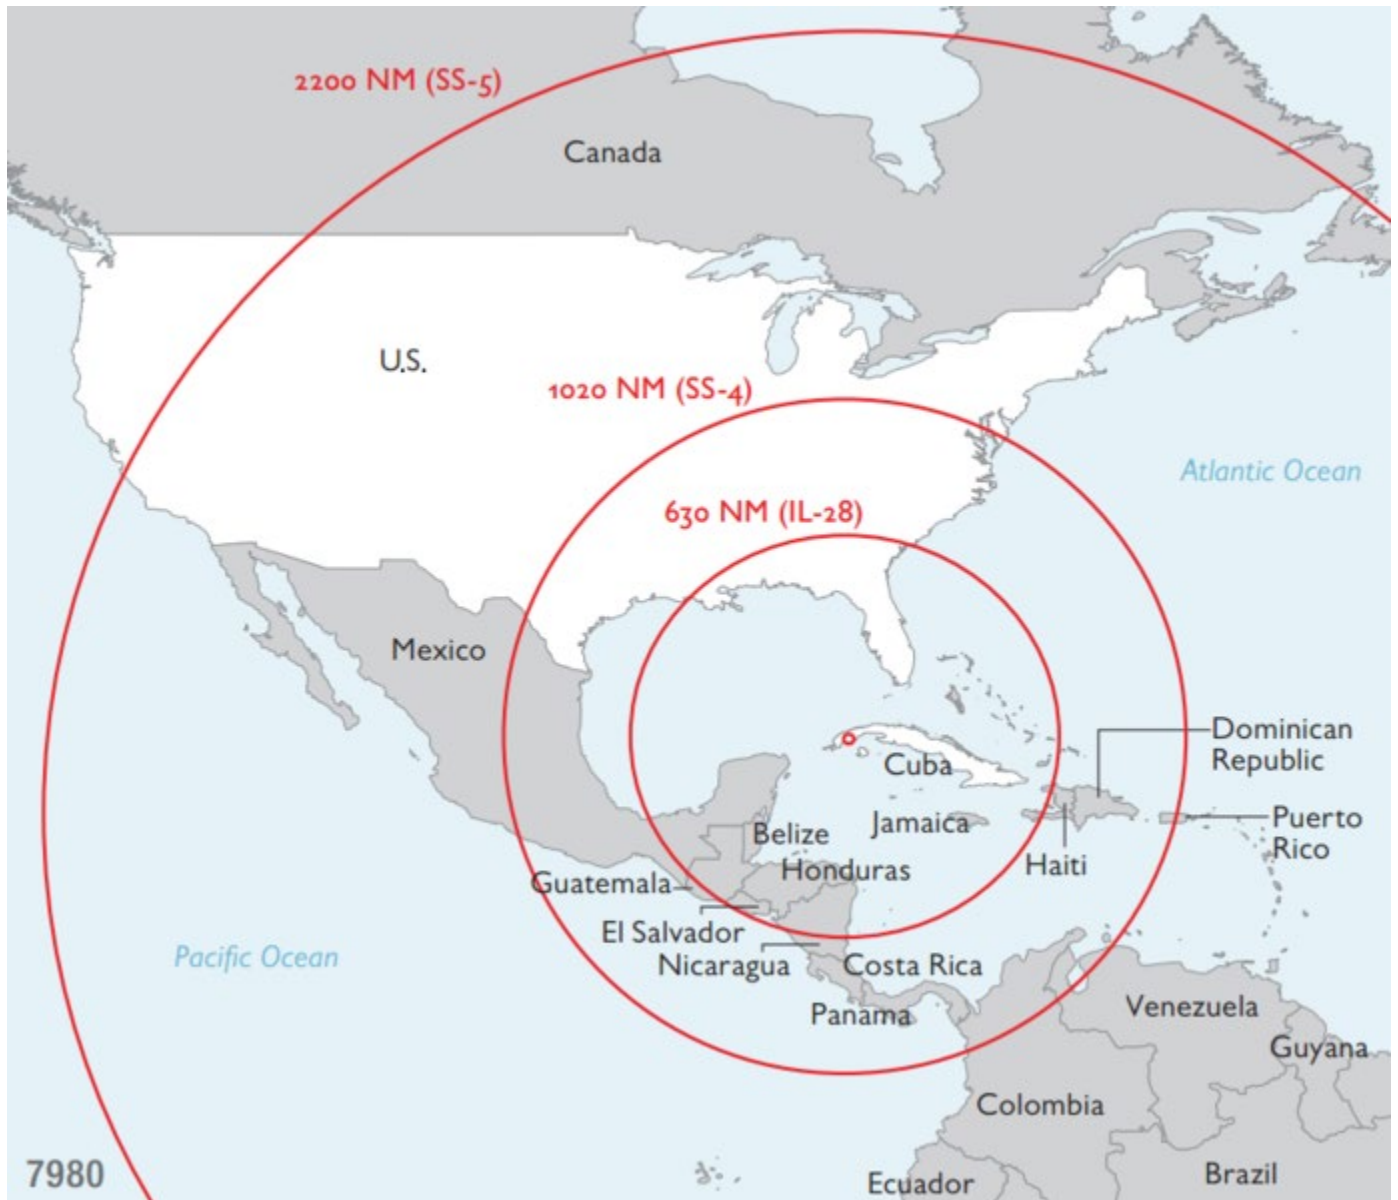 2200 NM (SS-5)
Canada
U.S.
1020 NM (SS-4)
Atlantic Ocean
630 NM (IL-28)
Mexico
Dominican
Republic
Cuba
Jamaica
Puerto
Rico
Belize
Haiti
Honduras
Guatemala
El Salvador
Nicaragua
Costa Rica
Pacific Ocean
Panama
Venezuela
Guyana
Colombia
7980
Ecuador
Brazil